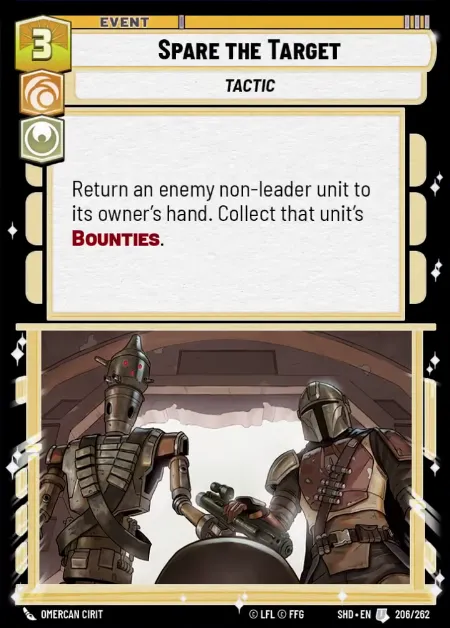 EVENT
3
SPARE THE TARGET
TACTIC
Return an enemy non-leader unit to
its owner’s hand. Collect that unit’s
BOUNTIES.
OMERCAN CIRIT
© LFL © FFG
SHD • EN
U
206/262